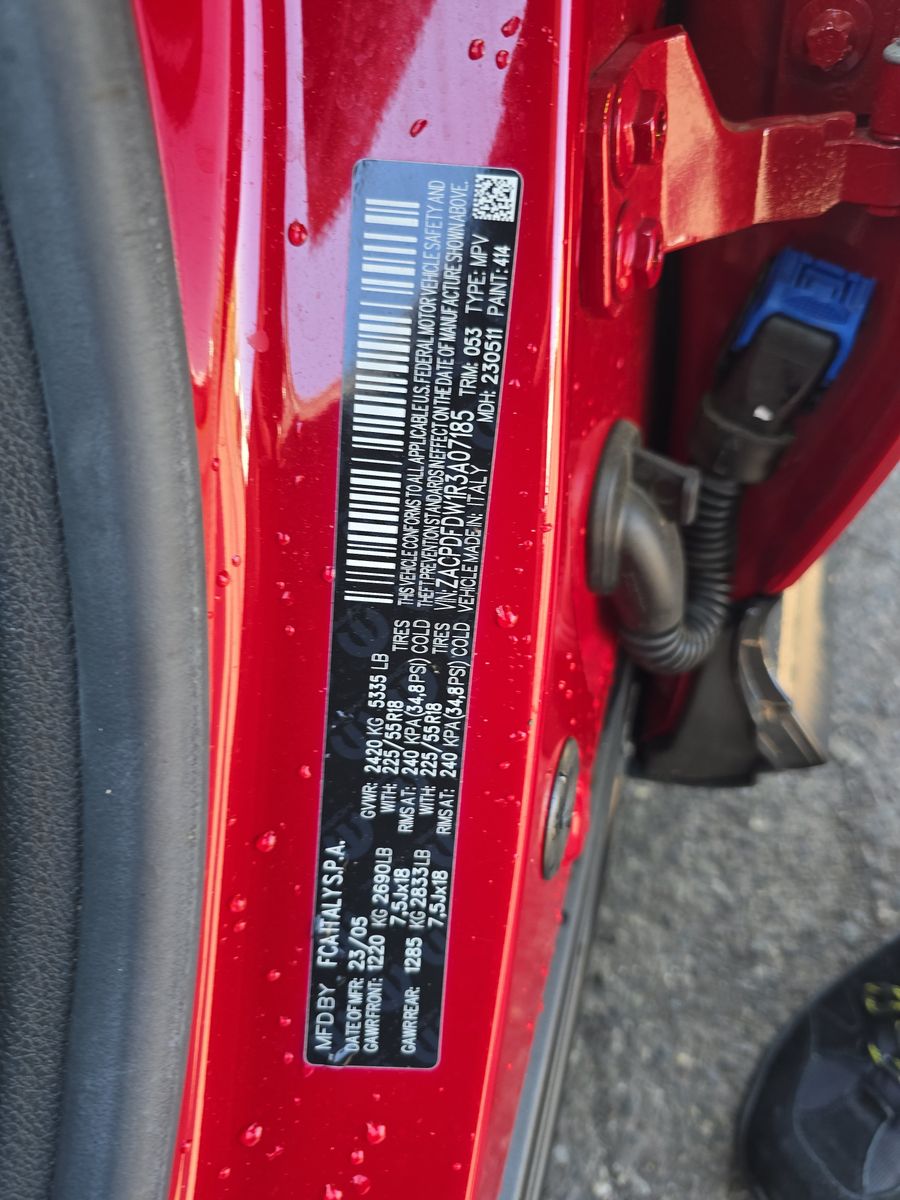 MFD BY FCA ITALY S.P.A.
DATE OF MFR: 23/05 GVWR: 2420 KG 5335 LB
GAWR FRONT: 1220 KG 2690LB WITH: 225/55R18 TIRES
7.5Jx18 RIMS AT: 240 KPA(34,8PSI) COLD
GAWR REAR: 1285 KG 2833LB WITH: 225/55R18 TIRES
7.5Jx18 RIMS AT: 240 KPA(34,8PSI) COLD
THIS VEHICLE CONFORMS TO ALL APPLICABLE U.S. FEDERAL MOTOR VEHICLE SAFETY AND
THEFT PREVENTION STANDARDS IN EFFECT ON THE DATE OF MANUFACTURE SHOWN ABOVE.
VIN: ZACPDFDW1R3A07185 TRIM: 053 TYPE: MPV
VEHICLE MADE IN: ITALY MDH: 230511 PAINT: 414